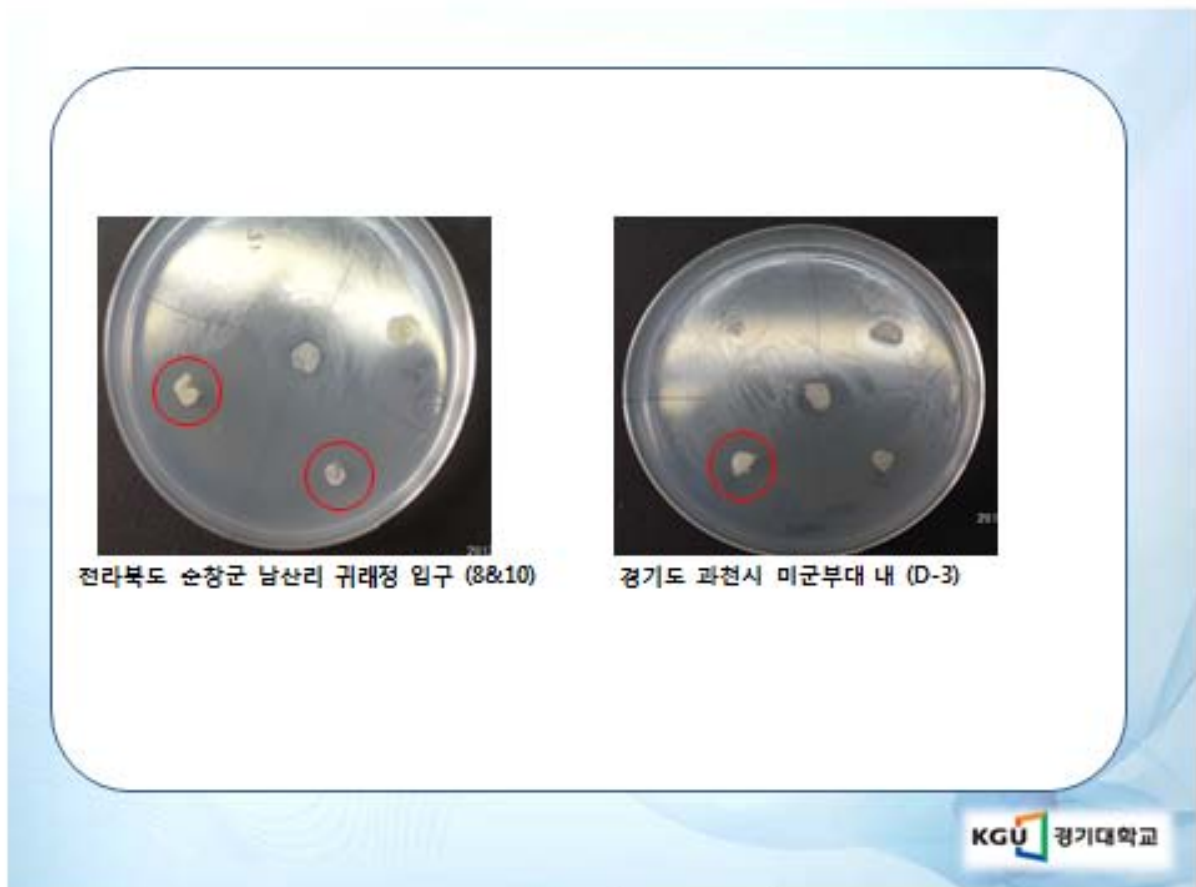 전라북도 순창군 남산리 귀래정 입구 (8&10)
경기도 과천시 미군부대 내 (D-3)
KGU 경기대학교